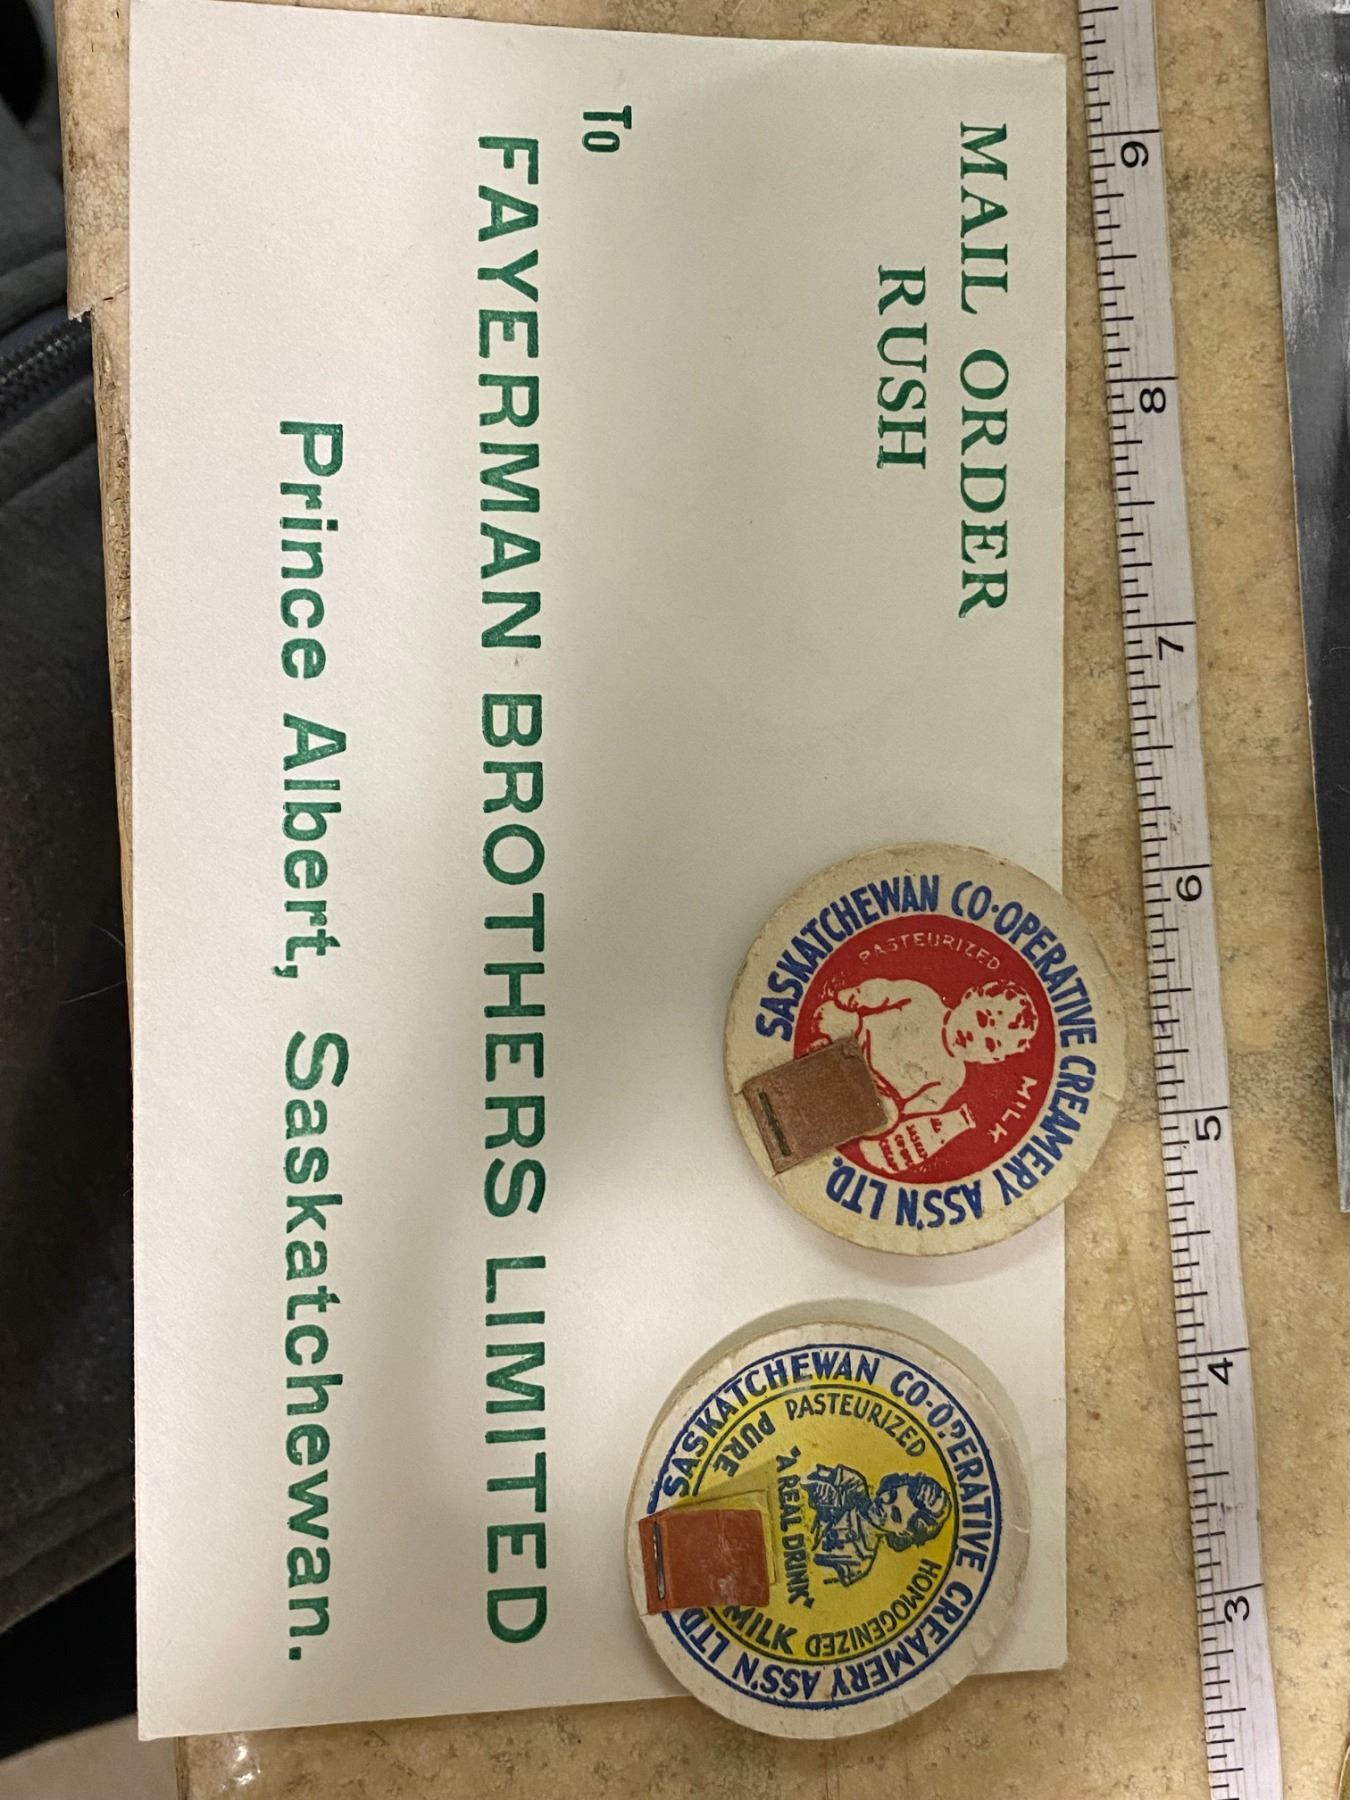 MAIL ORDER
RUSH
To
FAYERMAN BROTHERS LIMITED
Prince Albert, Saskatchewan.
SASKATCHEWAN CO-OPERATIVE CREAMERY ASS'N LTD.
PASTEURIZED MILK
SASKATCHEWAN CO-OPERATIVE CREAMERY ASS'N LTD
PURE PASTEURIZED HOMOGENIZED MILK
"A REAL DRINK"
9 8 7 6 5 4 3